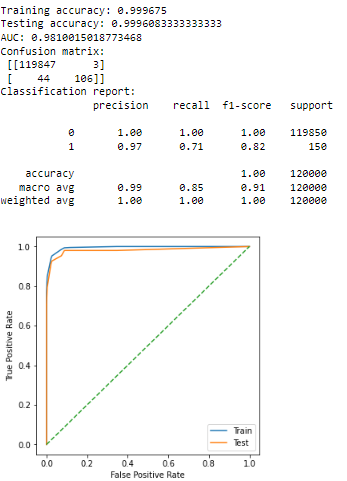 Training accuracy: 0.999675
Testing accuracy: 0.9996083333333333
AUC: 0.9810015018773468
Confusion matrix:
[[119847 3]
[ 44 106]]
Classification report:
precision recall f1-score support
0 1.00 1.00 1.00 119850
1 0.97 0.71 0.82 150
accuracy 1.00 120000
macro avg 0.99 0.85 0.91 120000
weighted avg 1.00 1.00 1.00 120000
1.0
0.8
0.6
0.4
0.2
0.0
True Positive Rate
Train
Test
0.0 0.2 0.4 0.6 0.8 1.0
False Positive Rate